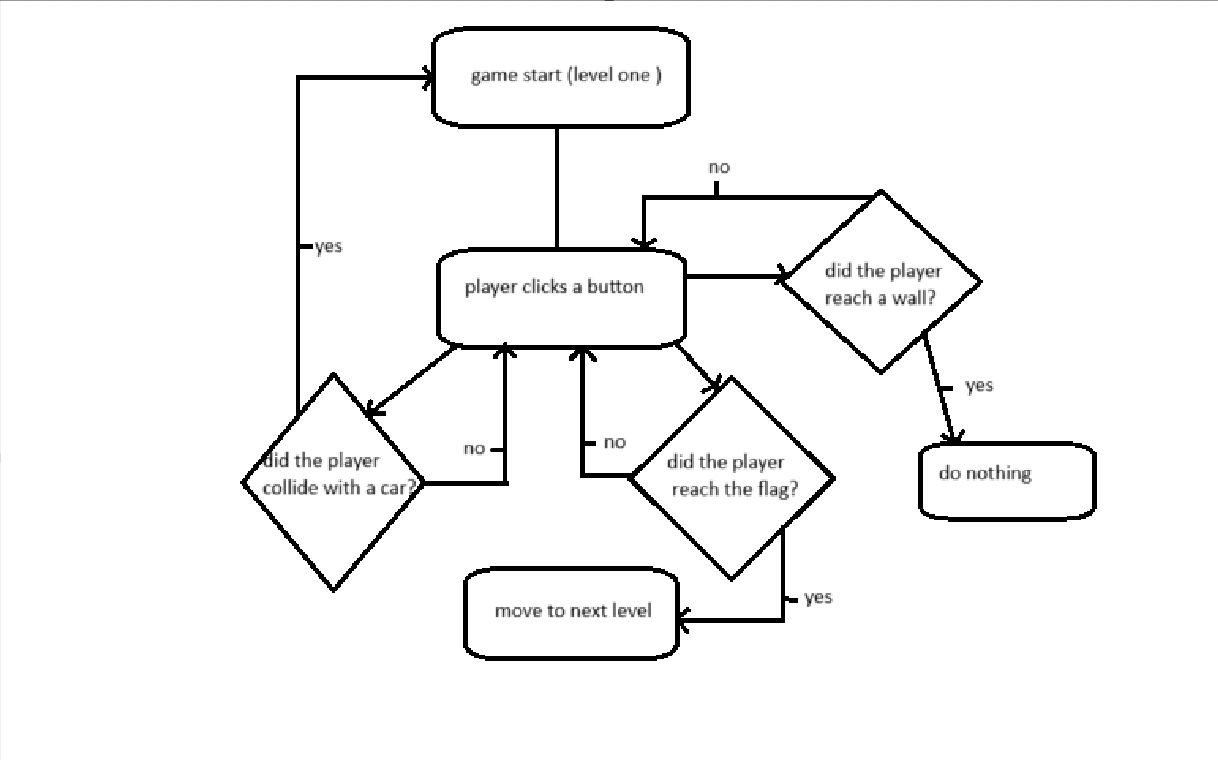 game start (level one )
no
yes
player clicks a button
did the player
reach a wall?
yes
no
no
did the player
collide with a car?
did the player
reach the flag?
do nothing
yes
move to next level